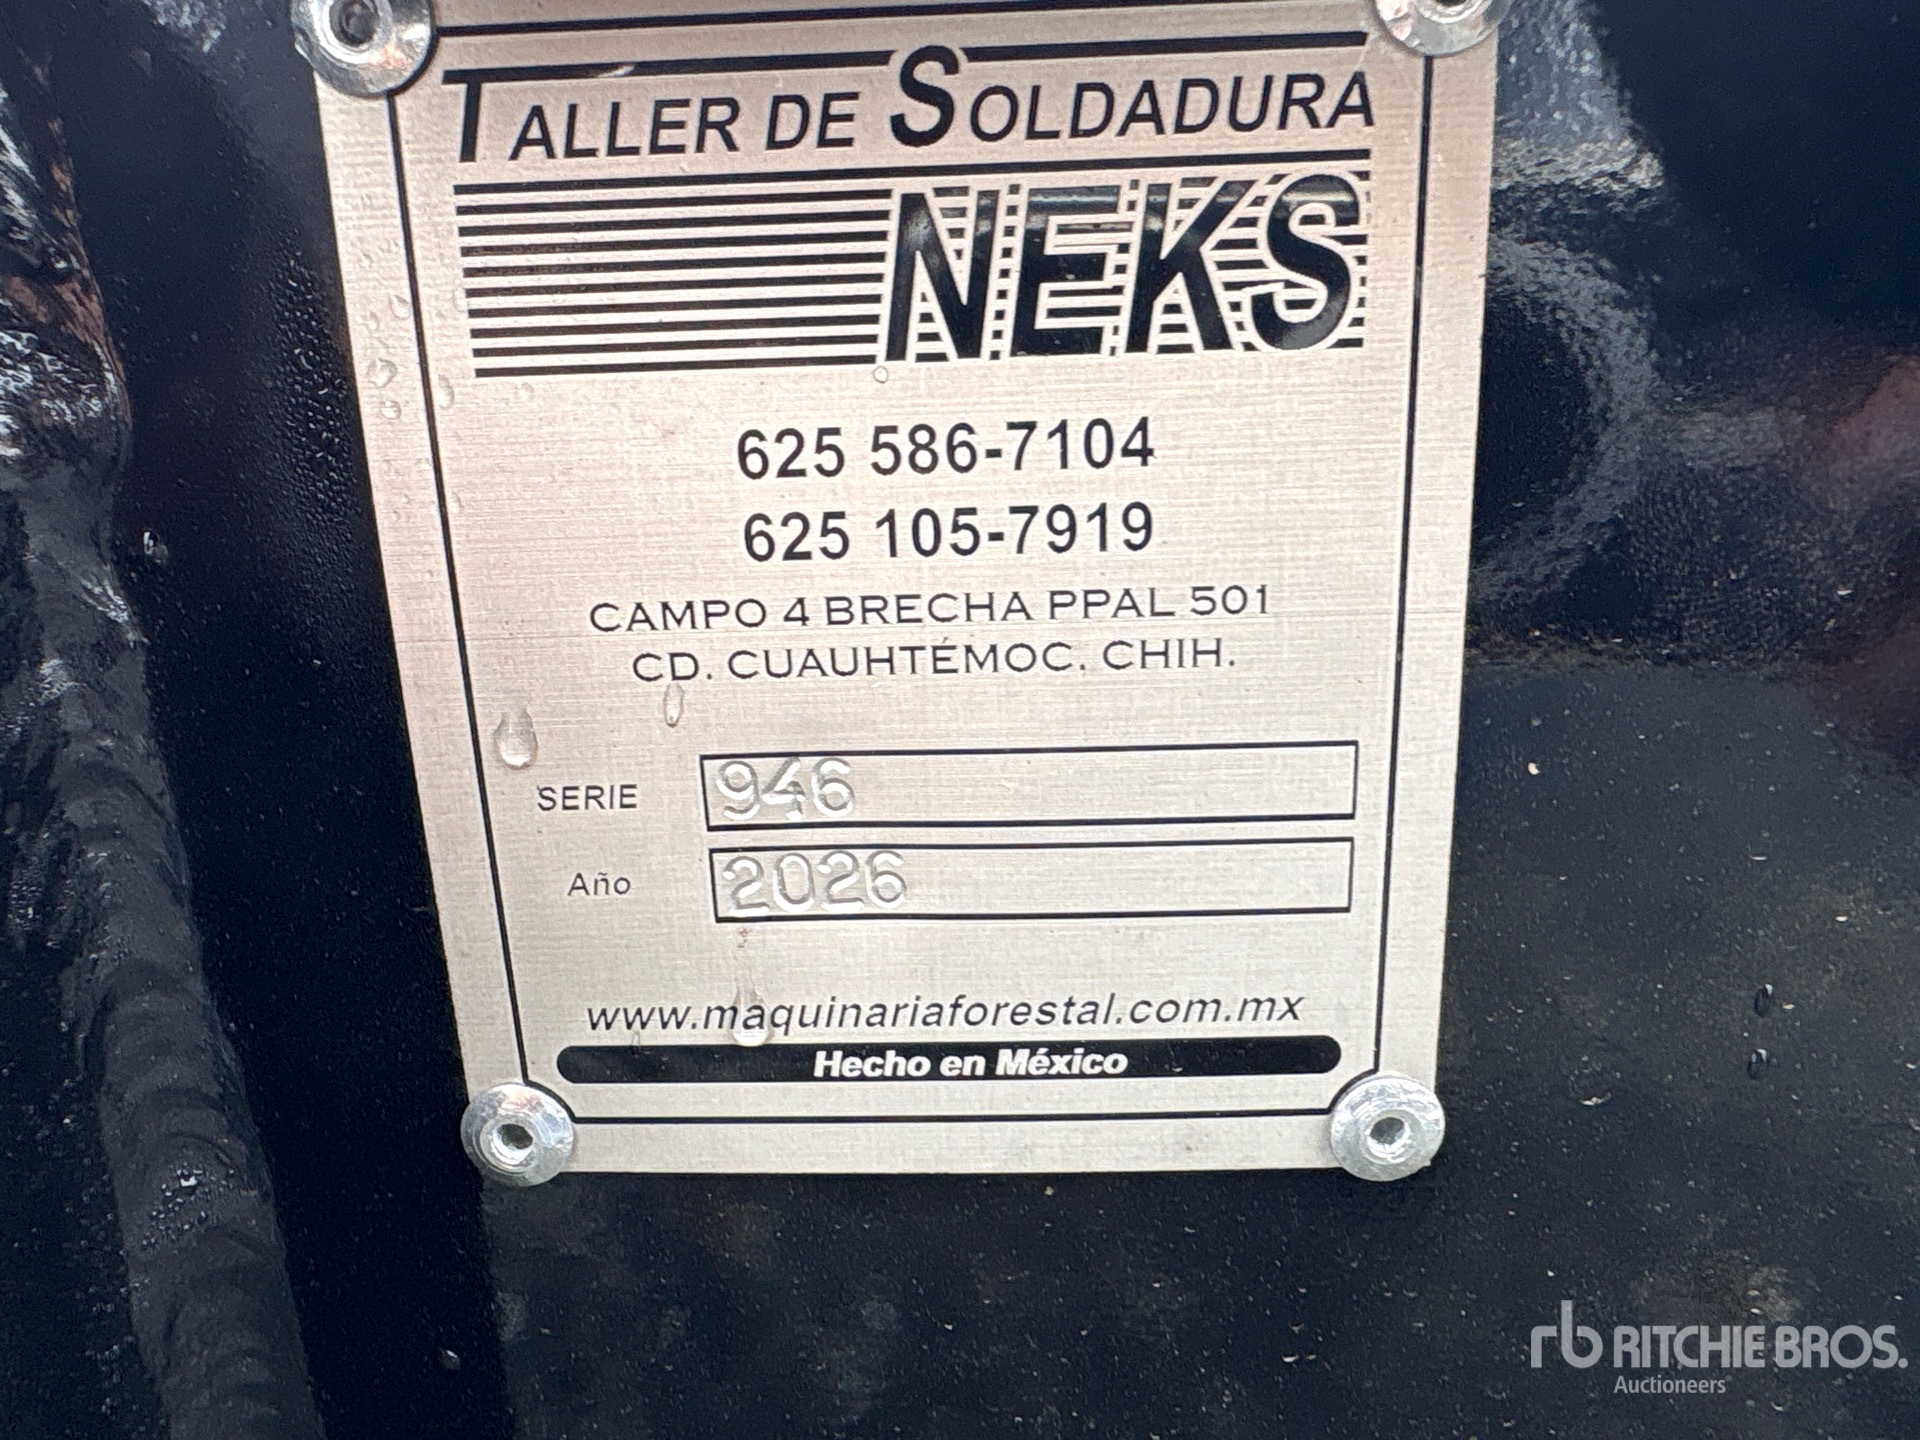 TALLER DE SOLDADURA
NEKS
625 586-7104
625 105-7919
CAMPO 4 BRECHA PPAL 501
CD. CUAUHTÉMOC. CHIH.
SERIE 946
Año 2026
www.maquinariaforestal.com.mx
Hecho en México
rb RITCHIE BROS.
Auctioneers